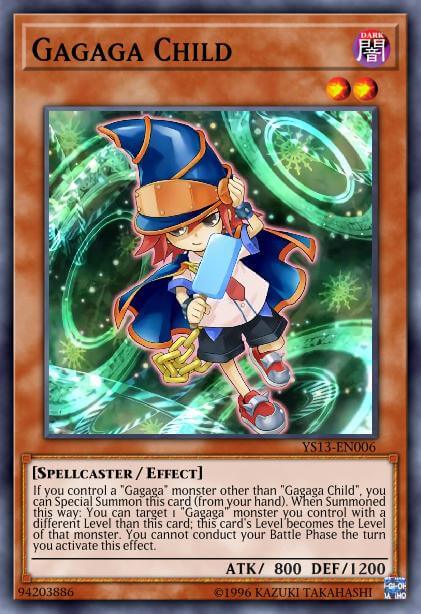 Gagaga Child
DARK
闇
YS13-EN006
[Spellcaster / Effect]
If you control a "Gagaga" monster other than "Gagaga Child", you
can Special Summon this card (from your hand). When Summoned
this way: You can target 1 "Gagaga" monster you control with a
different Level than this card; this card's Level becomes the Level
of that monster. You cannot conduct your Battle Phase the turn
you activate this effect.
ATK/ 800 DEF/1200
94203886
©1996 KAZUKI TAKAHASHI